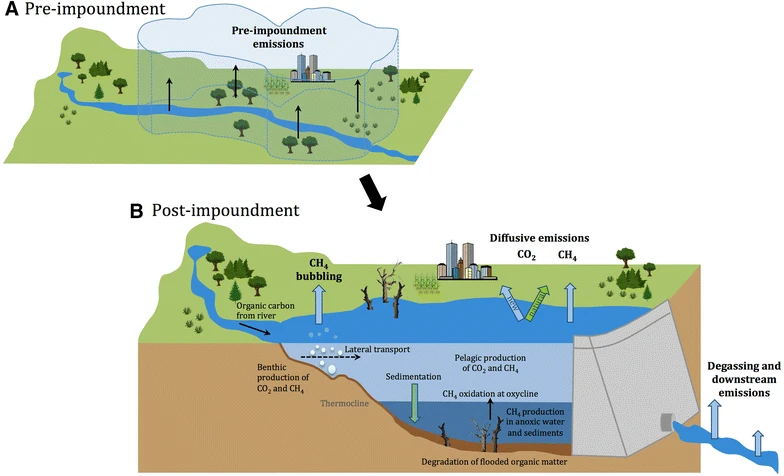 A Pre-impoundment
Pre-impoundment
emissions
B Post-impoundment
Diffusive emissions
CO2 CH4
CH4
bubbling
Organic carbon
from river
Lateral transport
Benthic
production of
CO2 and CH4
Pelagic production
of CO2 and CH4
Sedimentation
Thermocline
CH4 oxidation at oxycline
CH4 production
in anoxic water
and sediments
Degradation of flooded organic matter
Degassing and
downstream
emissions